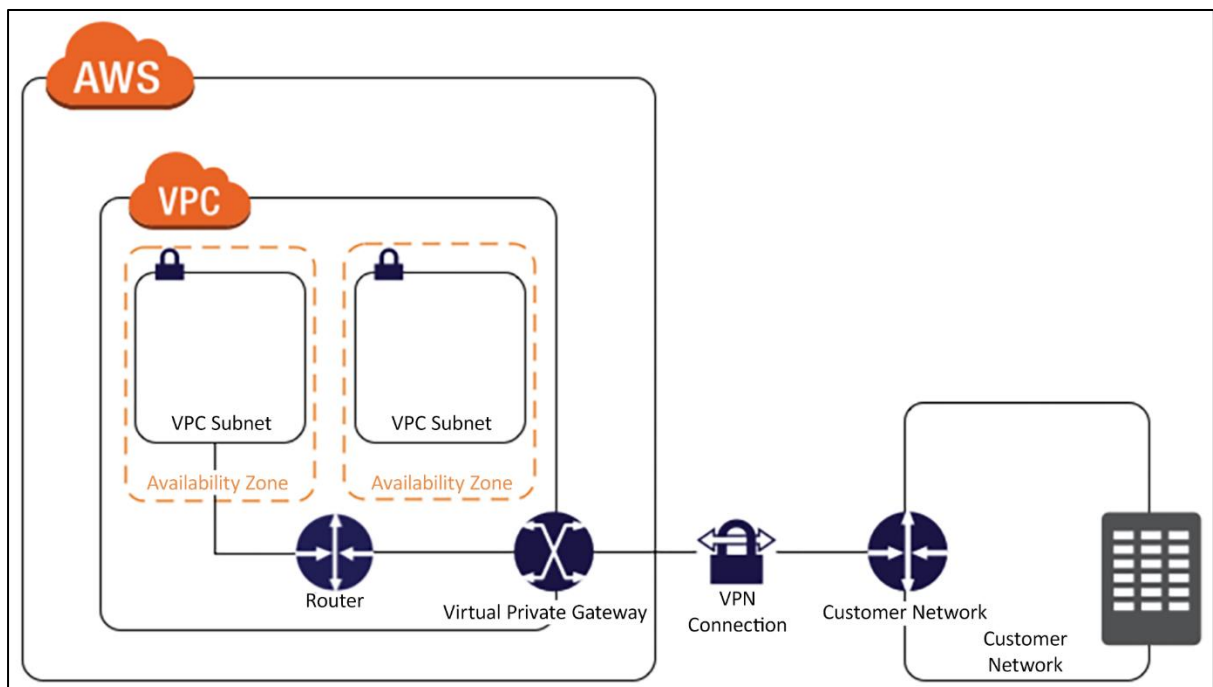 AWS
VPC
VPC Subnet
VPC Subnet
Availability Zone
Availability Zone
Router
Virtual Private Gateway
VPN
Connection
Customer Network
Customer
Network